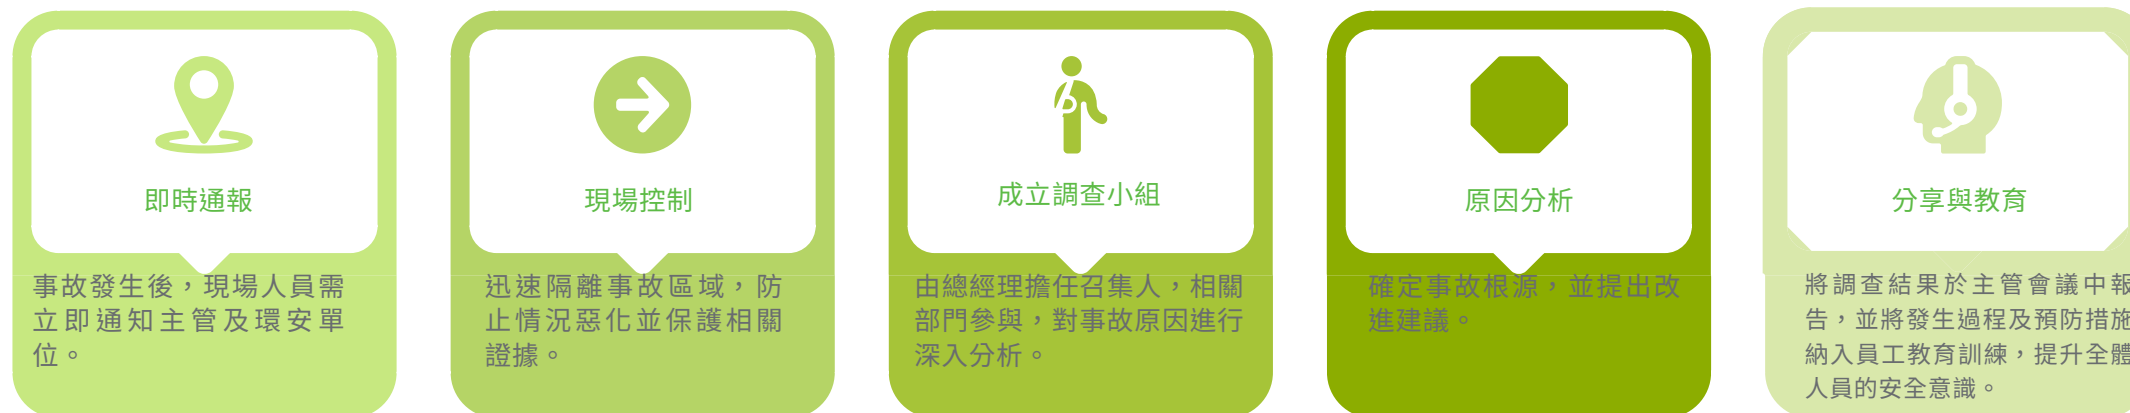 即時通報
事故發生後，現場人員需
立即通知主管及環安單
位。
現場控制
迅速隔離事故區域，防
止情況惡化並保護相關
證據。
成立調查小組
由總經理擔任召集人，相關
部門參與，對事故原因進行
深入分析。
原因分析
確定事故根源，並提出改
進建議。
分享與教育
將調查結果於主管會議中報
告，並將發生過程及預防措施
納入員工教育訓練，提升全體
人員的安全意識。